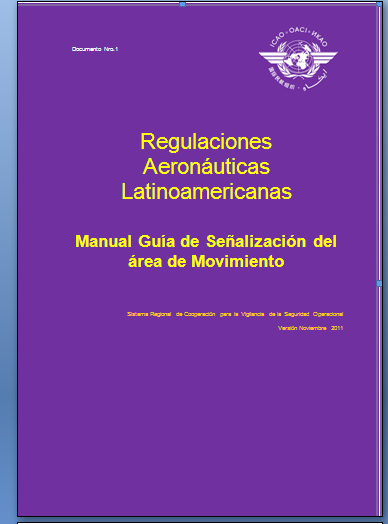 Documento Nro.1
ICAO · OACI · ИКАО
Regulaciones
Aeronáuticas
Latinoamericanas
Manual Guía de Señalización del
área de Movimiento
Sistema Regional de Cooperación para la Vigilancia de la Seguridad Operacional
Versión Noviembre 2011